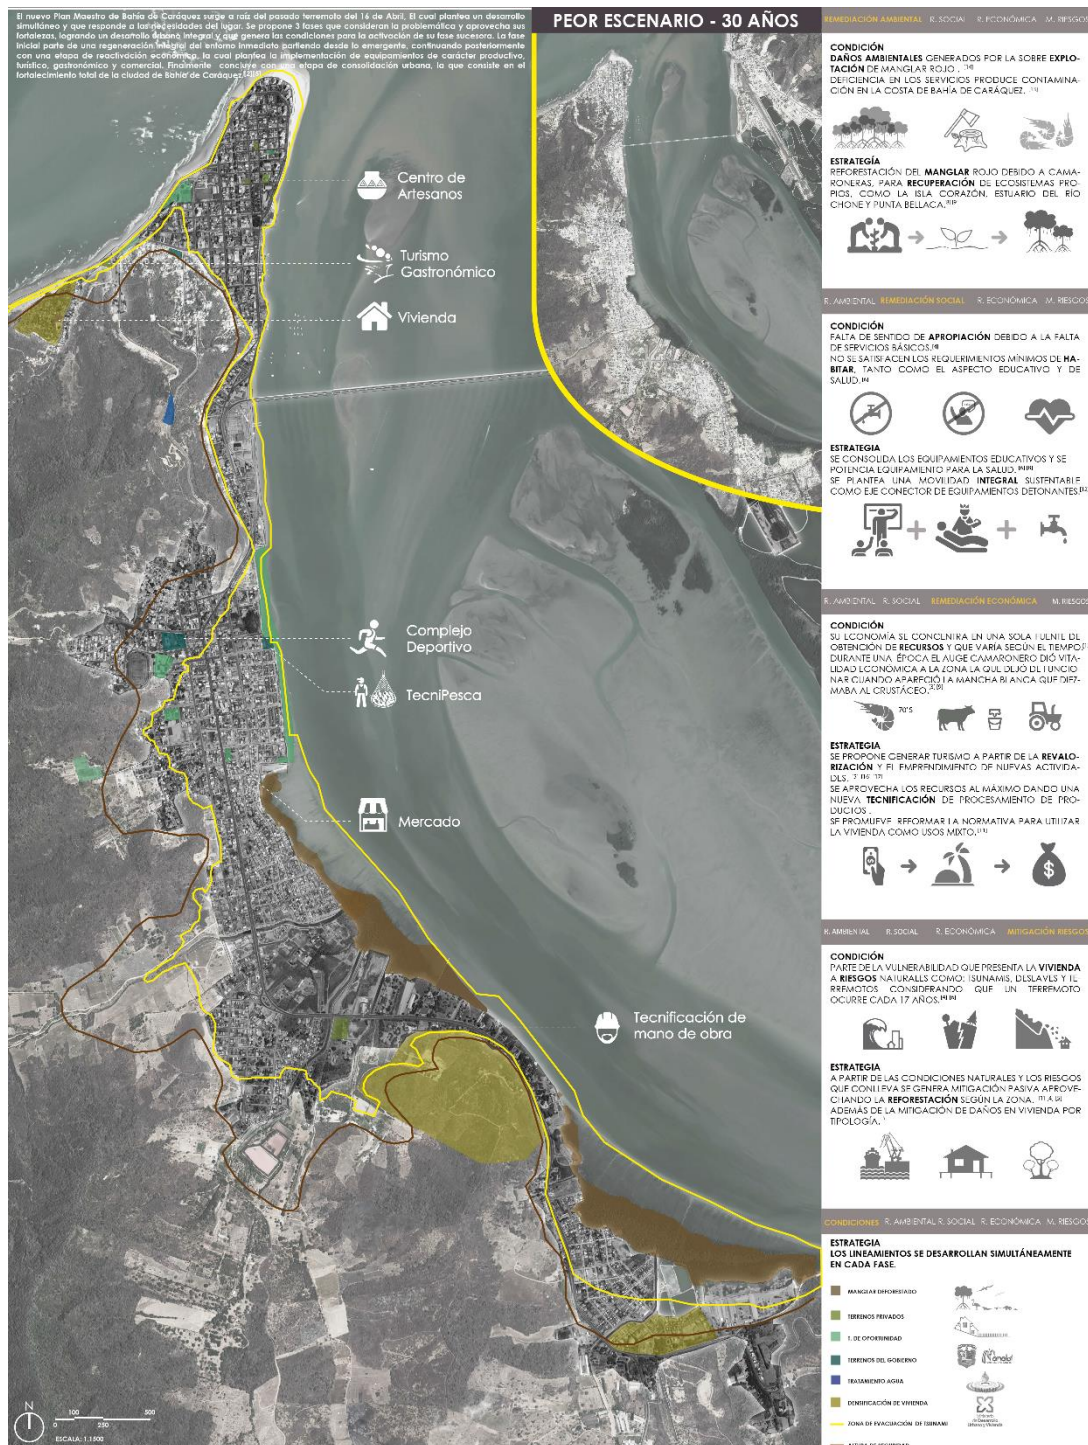 El nuevo Plan Maestro de Bahía de Caráquez surge a raíz del pasado terremoto del 16 de Abril, El cual plantea un desarrollo
simultáneo y que responde a las necesidades del lugar. Se propone 3 fases que consideran la problemática y aprovecha sus
fortalezas, logrando un desarrollo urbano integral y que genera las condiciones para la activación de su fase sucesora. La fase
inicial parte de una regeneración integral del entorno inmediato partiendo desde lo emergente, continuando posteriormente
con una etapa de reactivación económica, la cual plantea la implementación de equipamientos de carácter productivo,
turístico, gastronómico y comercial. Finalmente concluye con una etapa de consolidación urbana, la que consiste en el
fortalecimiento total de la ciudad de Bahía de Caráquez.
PEOR ESCENARIO - 30 AÑOS
Centro de
Artesanos
Turismo
Gastronómico
Vivienda
Complejo
Deportivo
TecniPesca
Mercado
Tecnificación de
mano de obra
N
100
500
250
ESCALA: 1:1500
REMEDIACIÓN AMBIENTAL R. SOCIAL R. ECONÓMICA M. RIESGOS
CONDICIÓN
DAÑOS AMBIENTALES GENERADOS POR LA SOBRE EXPLO-
TACIÓN DE MANGLAR ROJO .
DEFICIENCIA EN LOS SERVICIOS PRODUCE CONTAMINA-
CIÓN EN LA COSTA DE BAHÍA DE CARÁQUEZ.
ESTRATEGÍA
REFORESTACIÓN DEL MANGLAR ROJO DEBIDO A CAMA-
RONERAS, PARA RECUPERACIÓN DE ECOSISTEMAS PRO-
PIOS, COMO LA ISLA CORAZÓN, ESTUARIO DEL RÍO
CHONE Y PUNTA BELLACA.
R. AMBIENTAL REMEDIACIÓN SOCIAL R. ECONÓMICA M. RIESGOS
CONDICIÓN
FALTA DE SENTIDO DE APROPIACIÓN DEBIDO A LA FALTA
DE SERVICIOS BÁSICOS.
NO SE SATISFACEN LOS REQUERIMIENTOS MÍNIMOS DE HA-
BITAR, TANTO COMO EL ASPECTO EDUCATIVO Y DE
SALUD.
ESTRATEGIA
SE CONSOLIDA LOS EQUIPAMIENTOS EDUCATIVOS Y SE
POTENCIA EQUIPAMIENTO PARA LA SALUD.
SE PLANTEA UNA MOVILIDAD INTEGRAL SUSTENTABLE
COMO EJE CONECTOR DE EQUIPAMIENTOS DETONANTES.
R. AMBIENTAL R. SOCIAL REMEDIACIÓN ECONÓMICA M. RIESGOS
CONDICIÓN
SU ECONOMÍA SE CONCENTRA EN UNA SOLA FUENTE DE
OBTENCIÓN DE RECURSOS Y QUE VARÍA SEGÚN EL TIEMPO.
DURANTE UNA ÉPOCA EL AUGE CAMARONERO DIÓ VITA-
LIDAD ECONÓMICA A LA ZONA LA QUE DEJÓ DE FUNCIO
NAR CUANDO APARECIÓ LA MANCHA BLANCA QUE DIEZ-
MABA AL CRUSTÁCEO.
70'S
ESTRATEGIA
SE PROPONE GENERAR TURISMO A PARTIR DE LA REVALO-
RIZACIÓN Y EL EMPRENDIMIENTO DE NUEVAS ACTIVIDA-
DES.
SE APROVECHA LOS RECURSOS AL MÁXIMO DANDO UNA
NUEVA TECNIFICACIÓN DE PROCESAMIENTO DE PRO-
DUCTOS .
SE PROMUEVE REFORMAR LA NORMATIVA PARA UTILIZAR
LA VIVIENDA COMO USOS MIXTO.
R. AMBIENTAL R. SOCIAL R. ECONÓMICA MITIGACIÓN RIESGOS
CONDICIÓN
PARTE DE LA VULNERABILIDAD QUE PRESENTA LA VIVIENDA
A RIESGOS NATURALES COMO: TSUNAMIS, DESLAVES Y TE-
RREMOTOS CONSIDERANDO QUE UN TERREMOTO
OCURRE CADA 17 AÑOS.
ESTRATEGIA
A PARTIR DE LAS CONDICIONES NATURALES Y LOS RIESGOS
QUE CONLLEVA SE GENERA MITIGACIÓN PASIVA APROVE-
CHANDO LA REFORESTACIÓN SEGÚN LA ZONA.
ADEMÁS DE LA MITIGACIÓN DE DAÑOS EN VIVIENDA POR
TIPOLOGÍA.
CONDICIONES R. AMBIENTAL R. SOCIAL R. ECONÓMICA M. RIESGOS
ESTRATEGIA
LOS LINEAMIENTOS SE DESARROLLAN SIMULTÁNEAMENTE
EN CADA FASE.
MANGLAR DEFORESTADO
TERRENOS PRIVADOS
T. DE OPORTUNIDAD
TERRENOS DEL GOBIERNO
TRATAMIENTO AGUA
DENSIFICACIÓN DE VIVIENDA
ZONA DE EVACUACIÓN DE TSUNAMI